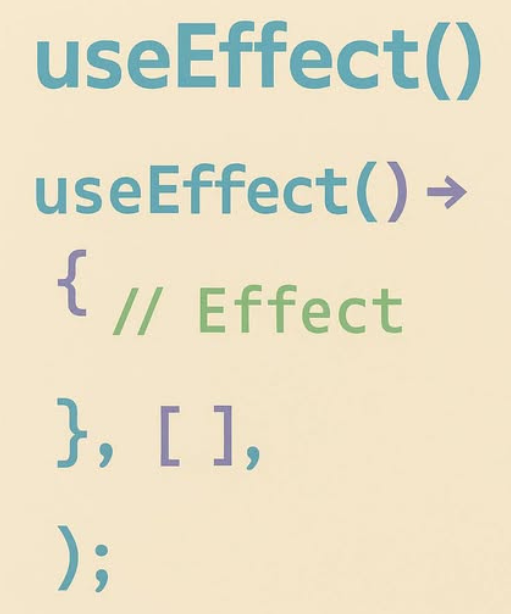 useEffect()
useEffect() →
{
// Effect
}, [ ],
);